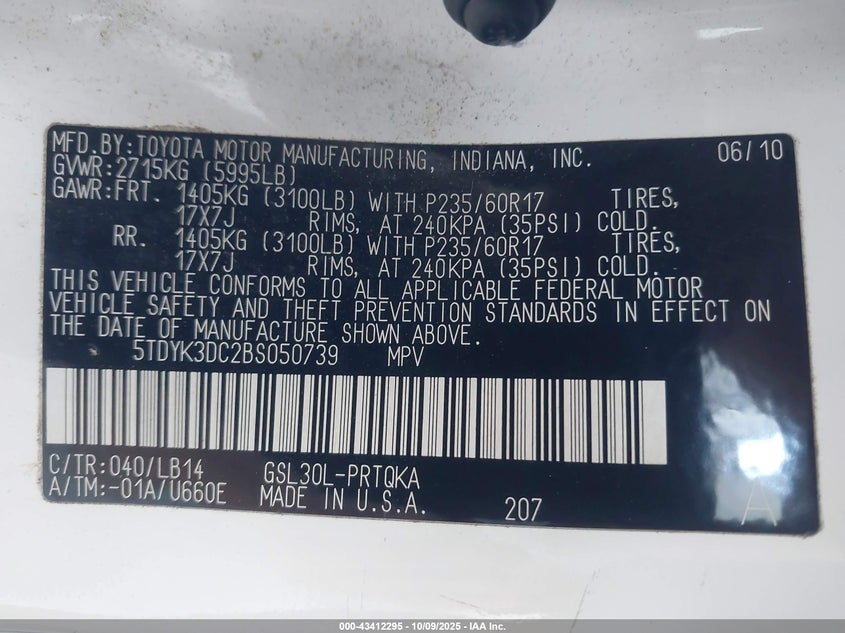 MFD.BY:TOYOTA MOTOR MANUFACTURING, INDIANA, INC. 06/10
GVWR:2715KG (5995LB)
GAWR:FRT. 1405KG (3100LB) WITH P235/60R17 TIRES,
17X7J RIMS, AT 240KPA (35PSI) COLD.
RR. 1405KG (3100LB) WITH P235/60R17 TIRES,
17X7J RIMS, AT 240KPA (35PSI) COLD.
THIS VEHICLE CONFORMS TO ALL APPLICABLE FEDERAL MOTOR
VEHICLE SAFETY AND THEFT PREVENTION STANDARDS IN EFFECT ON
THE DATE OF MANUFACTURE SHOWN ABOVE.
5TDYK3DC2BS050739 MPV
C/TR:040/LB14 GSL30L-PRTQKA
A/TM:-01A/U660E MADE IN U.S.A. 207 A
000-43412295 - 10/09/2025 - IAA Inc.